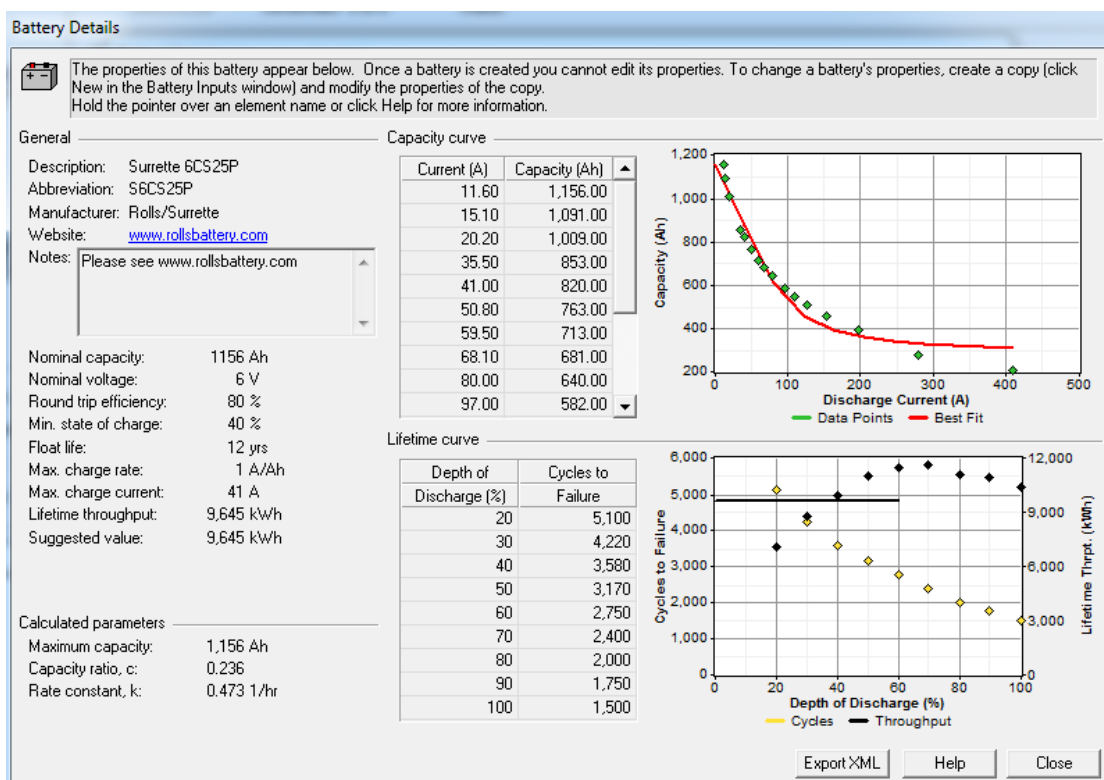 Battery Details
The properties of this battery appear below. Once a battery is created you cannot edit its properties. To change a battery's properties, create a copy (click
New in the Battery Inputs window) and modify the properties of the copy.
Hold the pointer over an element name or click Help for more information.
General
Description: Surrette 6CS25P
Abbreviation: S6CS25P
Manufacturer: Rolls/Surrette
Website: www.rollsbattery.com
Notes: Please see www.rollsbattery.com
Nominal capacity: 1156 Ah
Nominal voltage: 6 V
Round trip efficiency: 80 %
Min. state of charge: 40 %
Float life: 12 yrs
Max. charge rate: 1 A/Ah
Max. charge current: 41 A
Lifetime throughput: 9,645 kWh
Suggested value: 9,645 kWh
Calculated parameters
Maximum capacity: 1,156 Ah
Capacity ratio, c: 0.236
Rate constant, k: 0.473 1/hr
Capacity curve
Current (A) Capacity (Ah)
11.60 1,156.00
15.10 1,091.00
20.20 1,009.00
35.50 853.00
41.00 820.00
50.80 763.00
59.50 713.00
68.10 681.00
80.00 640.00
97.00 582.00
1,200
1,000
800
600
400
200
Capacity (Ah)
0 100 200 300 400 500
Discharge Current (A)
Data Points Best Fit
Lifetime curve
Depth of Cycles to
Discharge (%) Failure
20 5,100
30 4,220
40 3,580
50 3,170
60 2,750
70 2,400
80 2,000
90 1,750
100 1,500
6,000
5,000
4,000
3,000
2,000
1,000
0
Cycles to Failure
12,000
9,000
6,000
3,000
0
Lifetime Thrpt. (kWh)
0 20 40 60 80 100
Depth of Discharge (%)
Cycles Throughput
Export XML Help Close